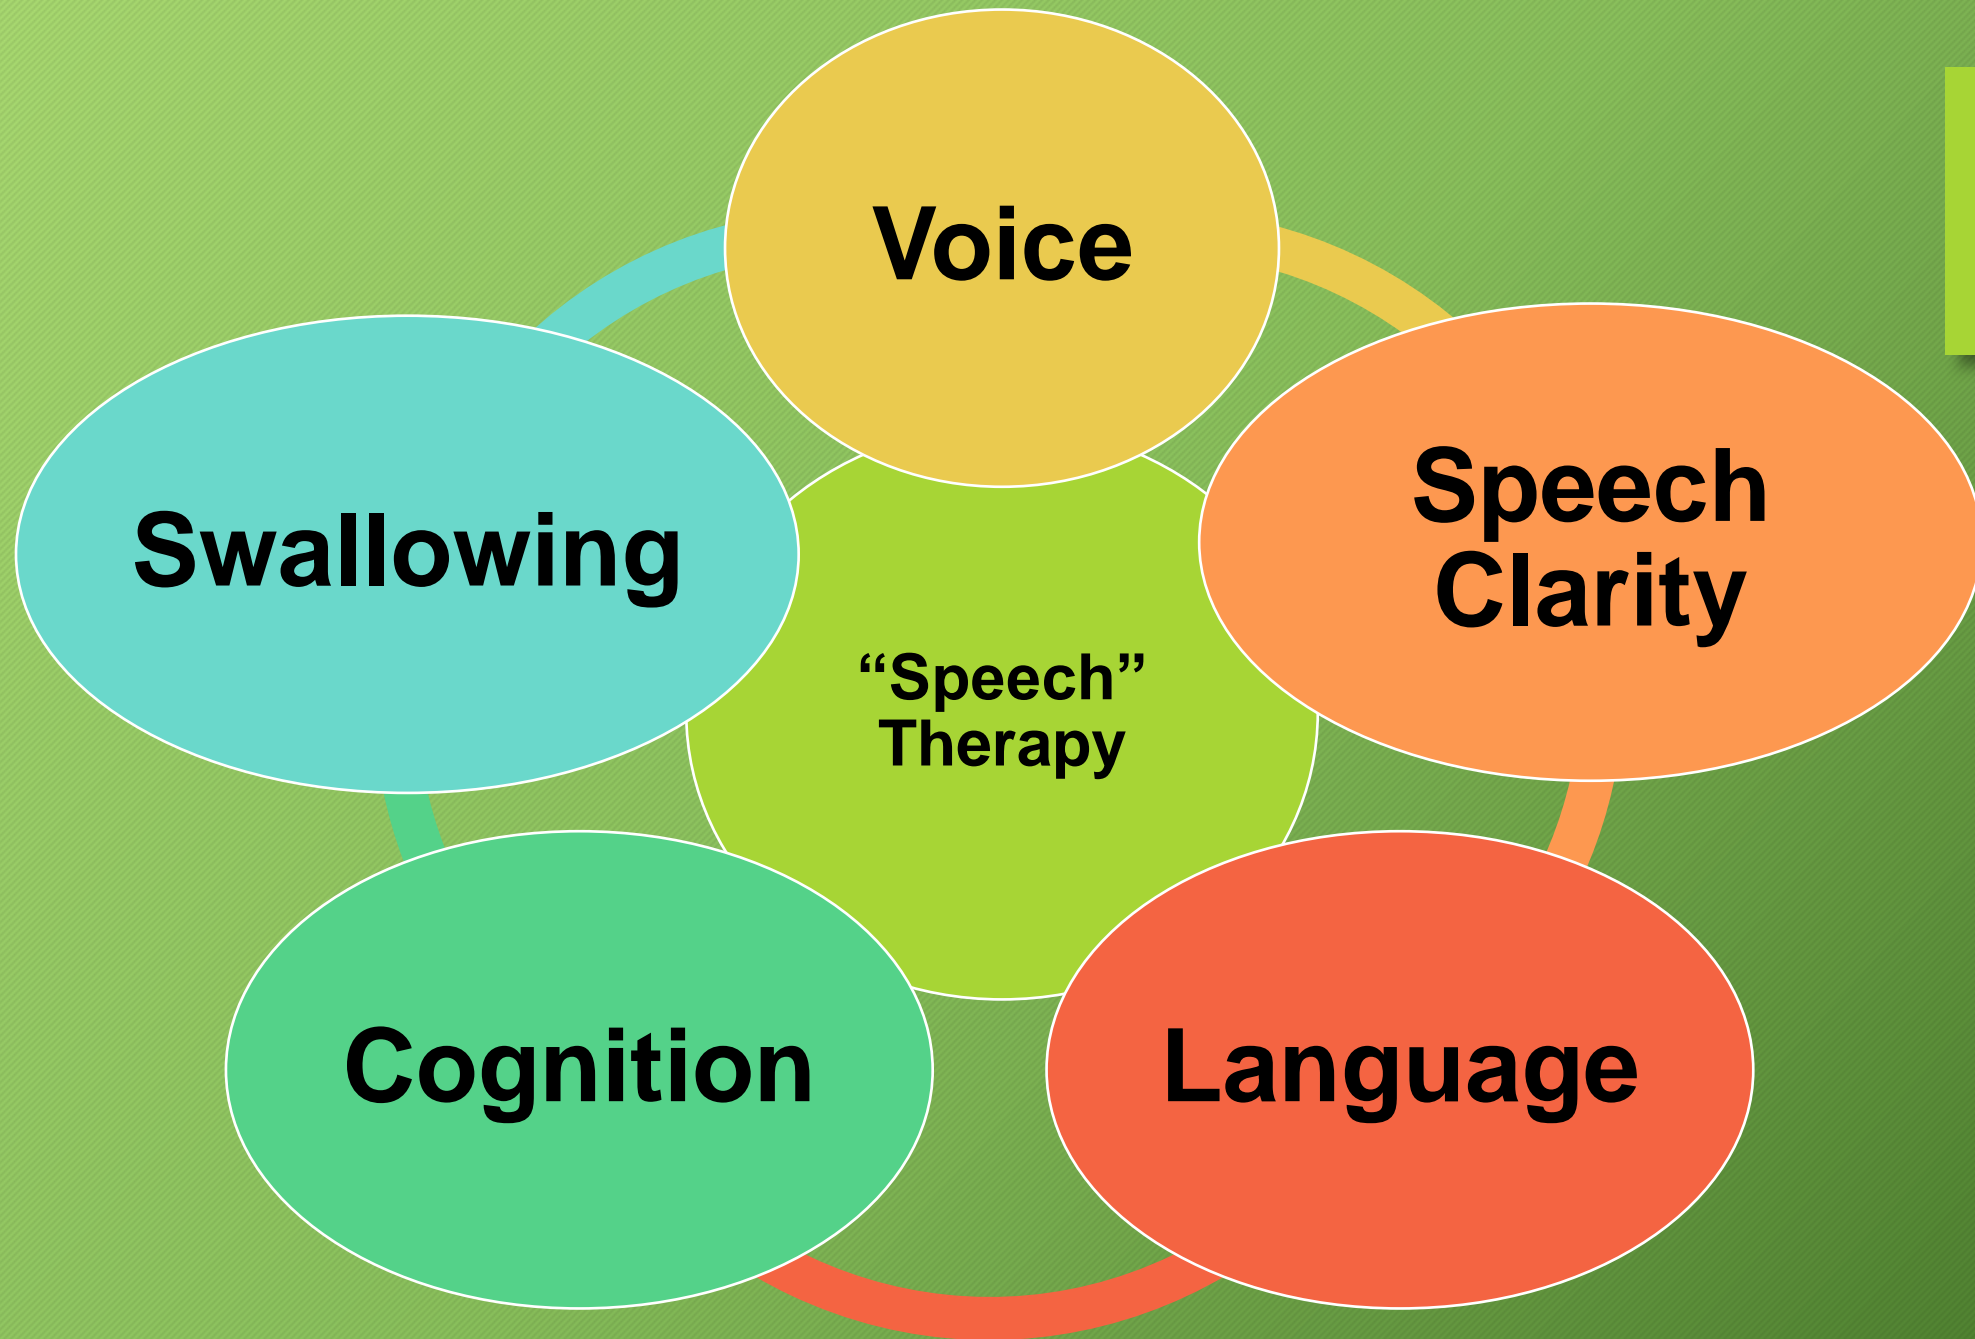 Voice
Speech
Clarity
Swallowing
“Speech”
Therapy
Cognition
Language